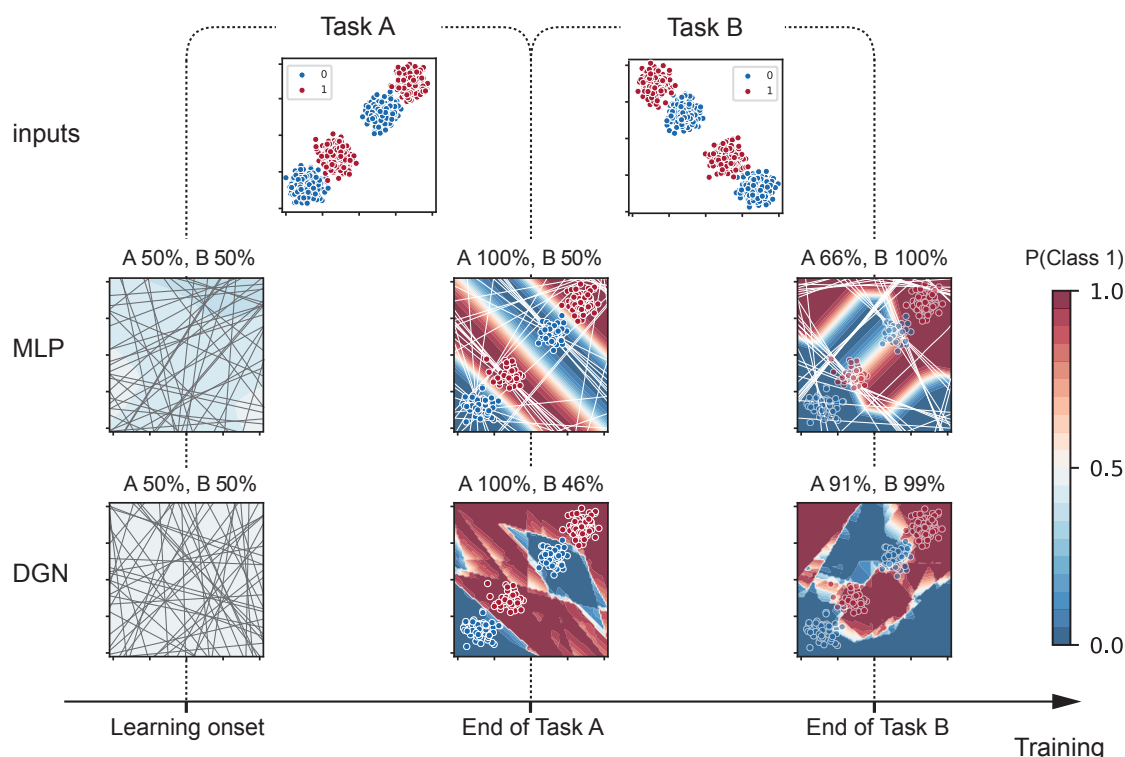 Task A
Task B
0
1
0
1
inputs
A 50%, B 50%
A 100%, B 50%
A 66%, B 100%
P(Class 1)
1.0
MLP
A 50%, B 50%
A 100%, B 46%
A 91%, B 99%
0.5
DGN
0.0
Learning onset
End of Task A
End of Task B
Training